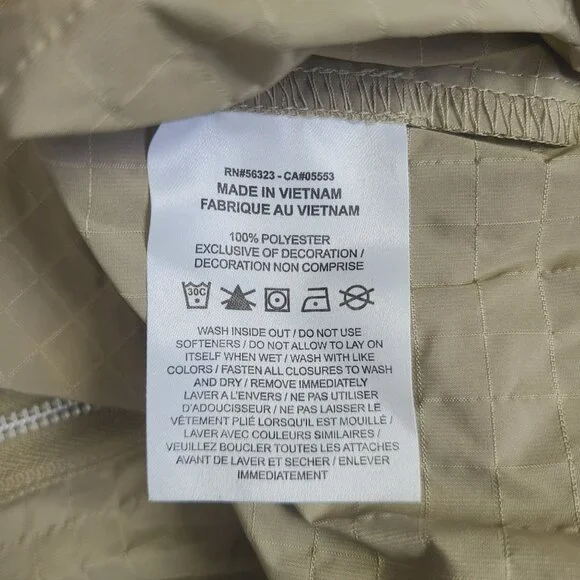 RN#56323 - CA#05553
MADE IN VIETNAM
FABRIQUE AU VIETNAM
100% POLYESTER
EXCLUSIVE OF DECORATION /
DECORATION NON COMPRISE
30C
WASH INSIDE OUT / DO NOT USE
SOFTENERS / DO NOT ALLOW TO LAY ON
ITSELF WHEN WET / WASH WITH LIKE
COLORS / FASTEN ALL CLOSURES TO WASH
AND DRY / REMOVE IMMEDIATELY
LAVER A L'ENVERS / NE PAS UTILISER
D'ADOUCISSEUR / NE PAS LAISSER LE
VÊTEMENT PLIÉ LORSQU'IL EST MOUILLÉ /
LAVER AVEC COULEURS SIMILAIRES /
VEUILLEZ BOUCLER TOUTES LES ATTACHES
AVANT DE LAVER ET SECHER / ENLEVER
IMMEDIATEMENT